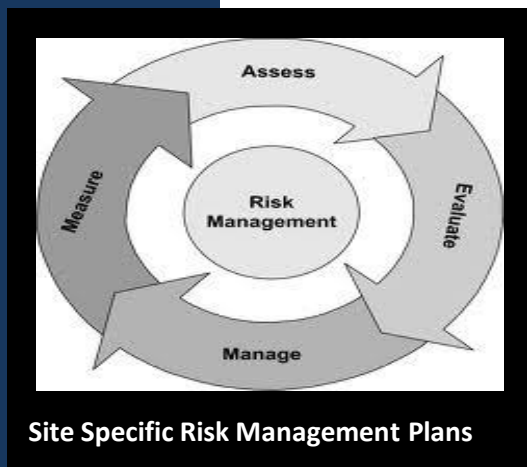 Assess
Evaluate
Manage
Measure
Risk
Management
Site Specific Risk Management Plans